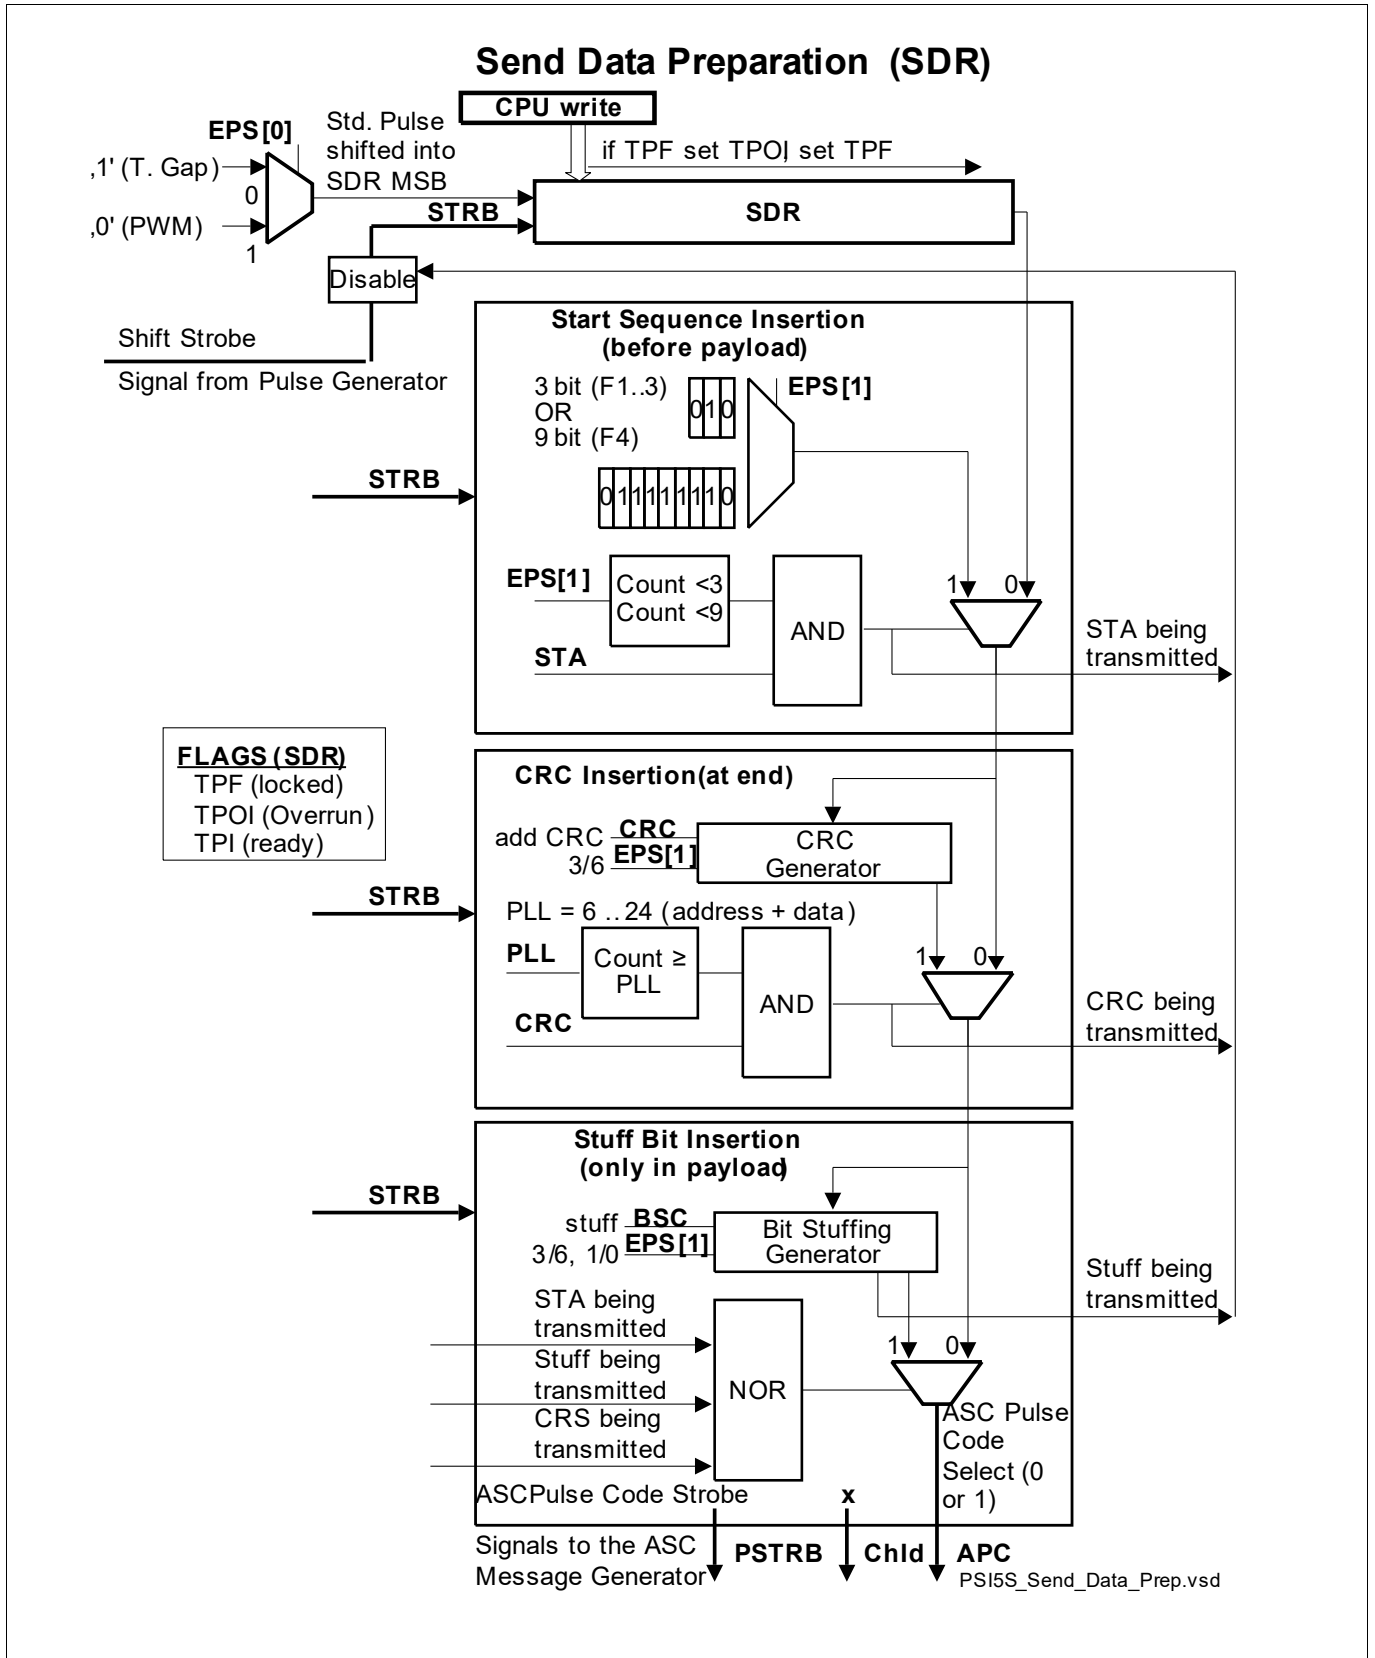 Send Data Preparation (SDR)
CPU write
EPS[0]
Std. Pulse
shifted into
SDR MSB
if TPF set TPOI, set TPF
,1' (T. Gap)
0
,0' (PWM)
1
STRB
SDR
Disable
Shift Strobe
Signal from Pulse Generator
Start Sequence Insertion
(before payload)
3 bit (F1..3)
OR
9 bit (F4)
010
EPS[1]
011111110
STRB
EPS[1]
Count <3
Count <9
AND
STA
1
0
STA being
transmitted
FLAGS (SDR)
TPF (locked)
TPOI (Overrun)
TPI (ready)
CRC Insertion(at end)
add CRC
CRC
3/6
EPS[1]
CRC
Generator
STRB
PLL = 6 .. 24 (address + data)
PLL
Count ≥
PLL
AND
CRC
1
0
CRC being
transmitted
Stuff Bit Insertion
(only in payload)
STRB
stuff
BSC
3/6, 1/0
EPS[1]
Bit Stuffing
Generator
Stuff being
transmitted
STA being
transmitted
Stuff being
transmitted
CRS being
transmitted
NOR
1
0
ASC Pulse
Code
Select (0
or 1)
ASCPulse Code Strobe
x
Signals to the ASC
Message Generator
PSTRB
ChId
APC
PSI5S_Send_Data_Prep.vsd